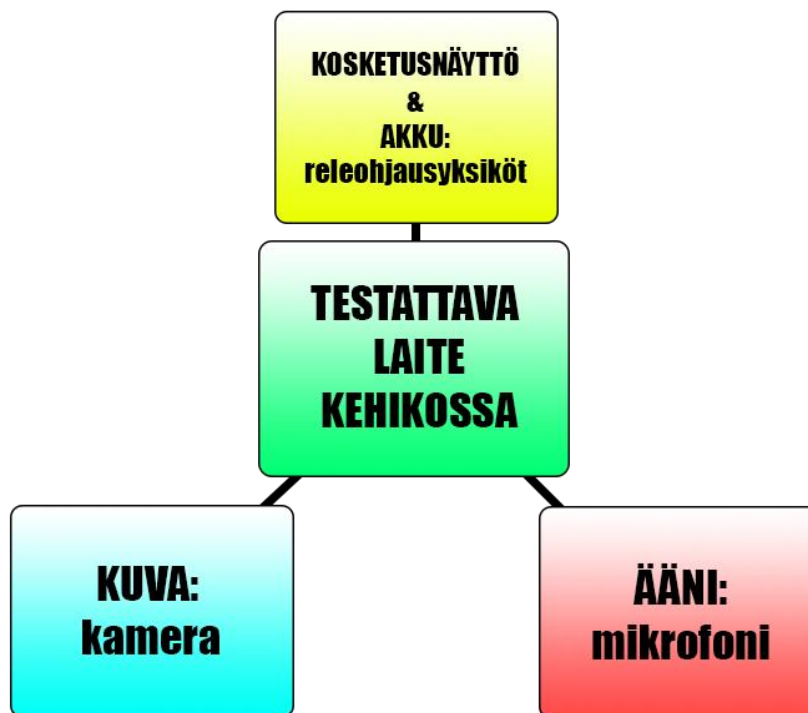 KOSKETUSNÄYTTÖ
&
AKKU:
releohjausyksiköt
TESTATTAVA
LAITE
KEHIKOSSA
KUVA:
kamera
ÄÄNI:
mikrofoni